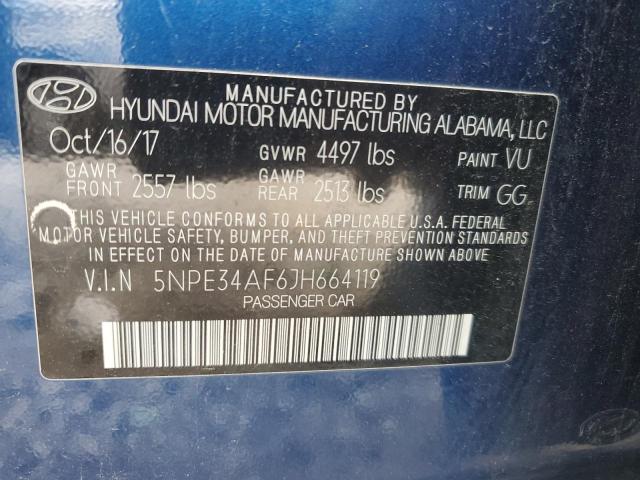 MANUFACTURED BY
HYUNDAI MOTOR MANUFACTURING ALABAMA, LLC
Oct/16/17 GVWR 4497 lbs PAINT VU
GAWR FRONT 2557 lbs GAWR REAR 2513 lbs TRIM GG
THIS VEHICLE CONFORMS TO ALL APPLICABLE U.S.A. FEDERAL
MOTOR VEHICLE SAFETY, BUMPER, AND THEFT PREVENTION STANDARDS
IN EFFECT ON THE DATE OF MANUFACTURE SHOWN ABOVE.
V.I.N 5NPE34AF6JH664119
PASSENGER CAR